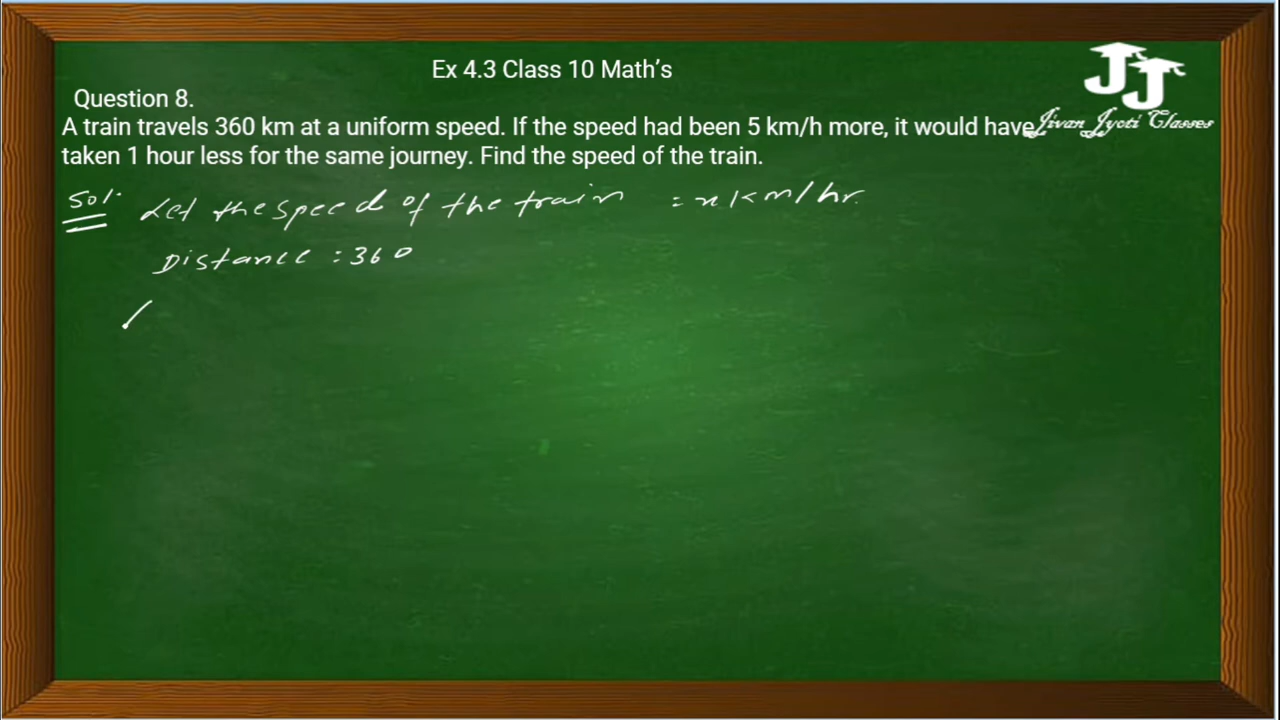 Ex 4.3 Class 10 Math’s
JJ
Jivan Jyoti Classes
Question 8.
A train travels 360 km at a uniform speed. If the speed had been 5 km/h more, it would have
taken 1 hour less for the same journey. Find the speed of the train.
Sol. Let the speed of the train = x km/hr.
Distance = 360